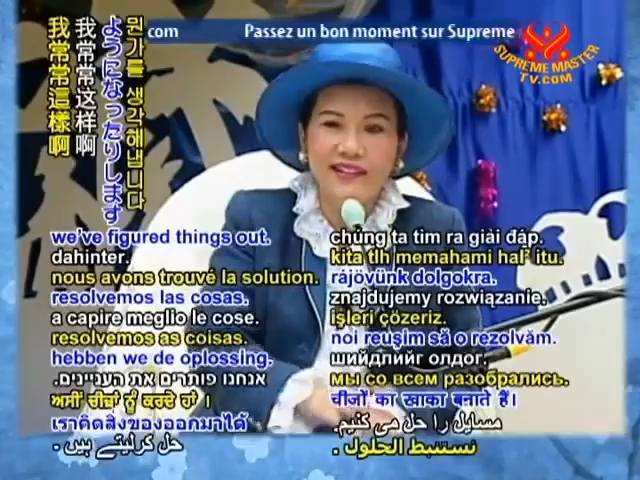 com
Passez un bon moment sur Supreme
SUPREME MASTER
TV.COM
뭔가를 생각해냅니다
ようになったりします
我常常这样啊
我常常這樣啊
we've figured things out.
dahinter.
nous avons trouvé la solution.
resolvemos las cosas.
a capire meglio le cose.
resolvemos as coisas.
hebben we de oplossing.
אנחנו פותרים את העניינים.
ਅਸੀਂ ਚੀਜ਼ਾਂ ਨੂੰ ਕਰਦੇ ਹਾਂ ।
เราคิดสิ่งของออกมาได้
حل کرلیتے ہیں ۔
chúng ta tìm ra giải đáp.
kita tlh memahami hal² itu.
rájövünk dolgokra.
znajdujemy rozwiązanie.
işleri çözeriz.
noi reuşim să o rezolvăm.
шийдлийг олдог.
мы со всем разобрались.
चीजों का खाका बनाते हैं।
مسایل را حل می کنیم.
نستنبط الحلول .